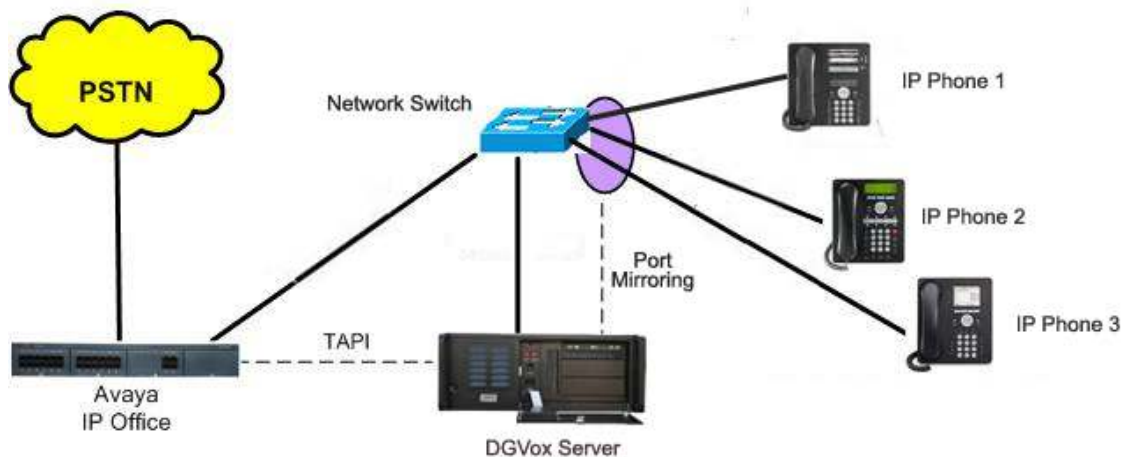 PSTN
Network Switch
IP Phone 1
IP Phone 2
Port
Mirroring
IP Phone 3
TAPI
Avaya
IP Office
DGVox Server